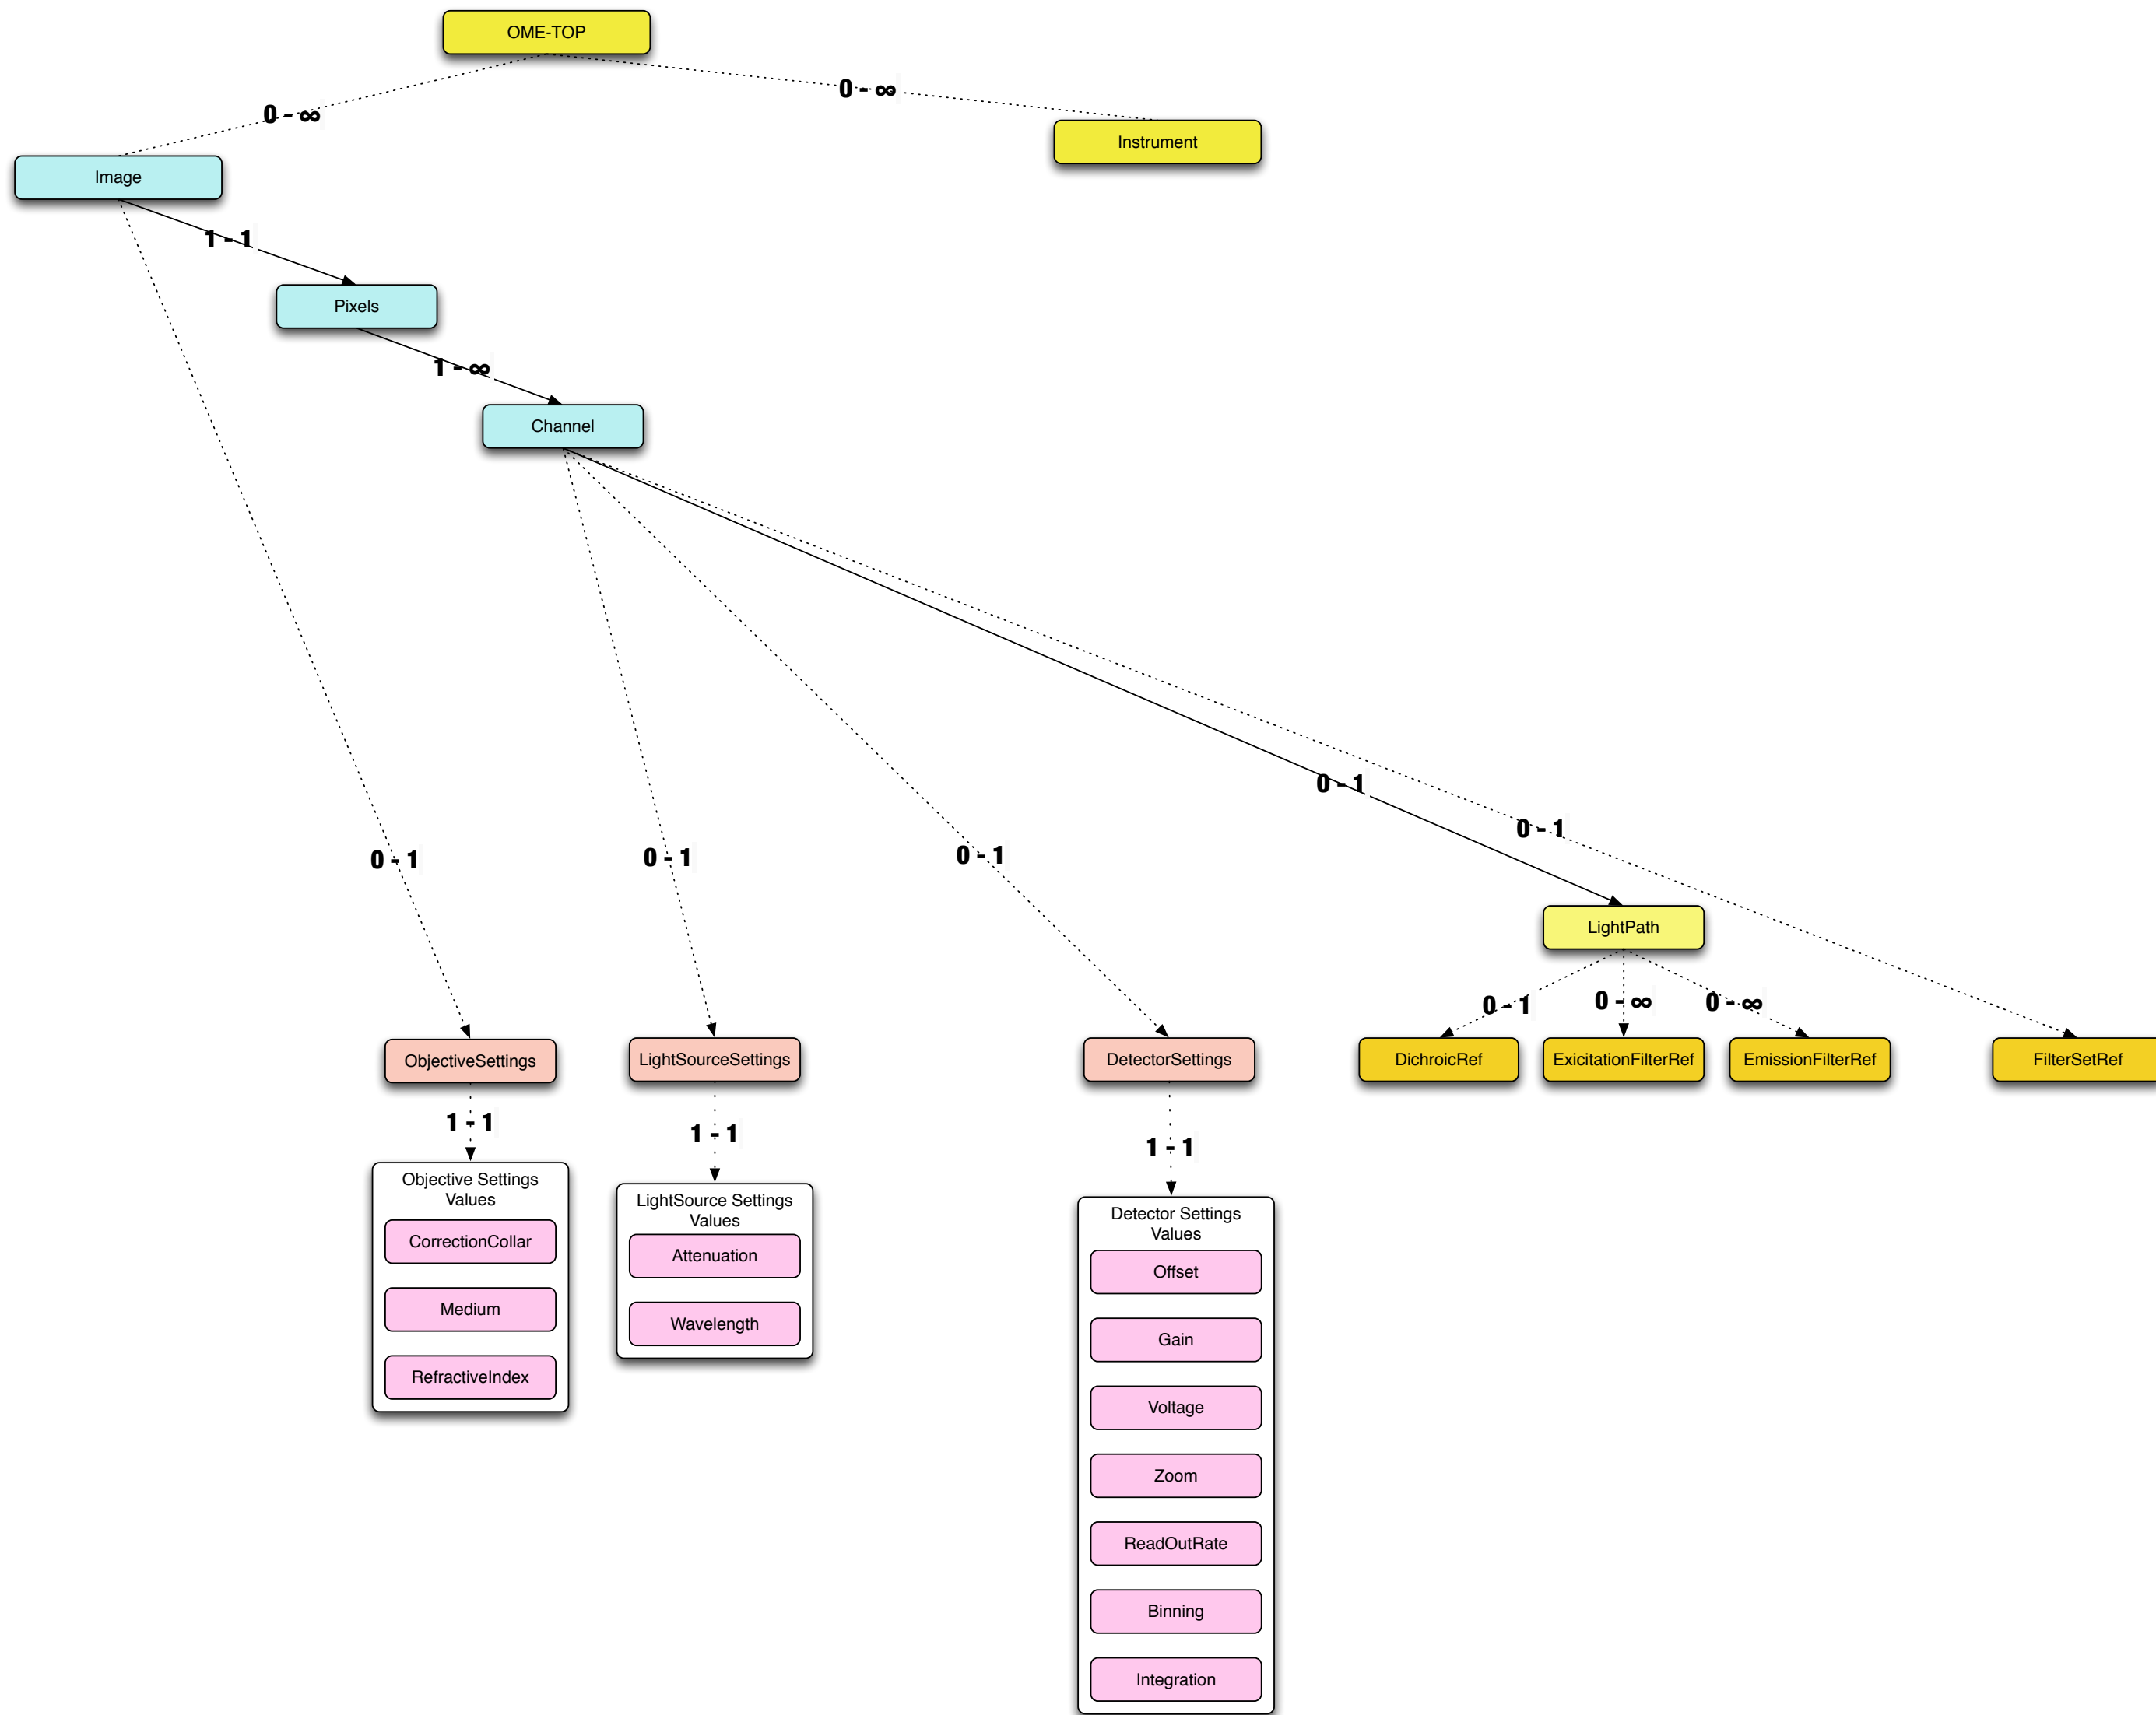 OME-TOP
0 - ∞
0 - ∞
Instrument
Image
1 - 1
Pixels
1 - ∞
Channel
0 - 1
0 - 1
0 - 1
0 - 1
0 - 1
LightPath
0 - 1
0 - ∞
0 - ∞
ObjectiveSettings
LightSourceSettings
DetectorSettings
DichroicRef
ExicitationFilterRef
EmissionFilterRef
FilterSetRef
1 - 1
1 - 1
1 - 1
Objective Settings
Values
CorrectionCollar
Medium
RefractiveIndex
LightSource Settings
Values
Attenuation
Wavelength
Detector Settings
Values
Offset
Gain
Voltage
Zoom
ReadOutRate
Binning
Integration